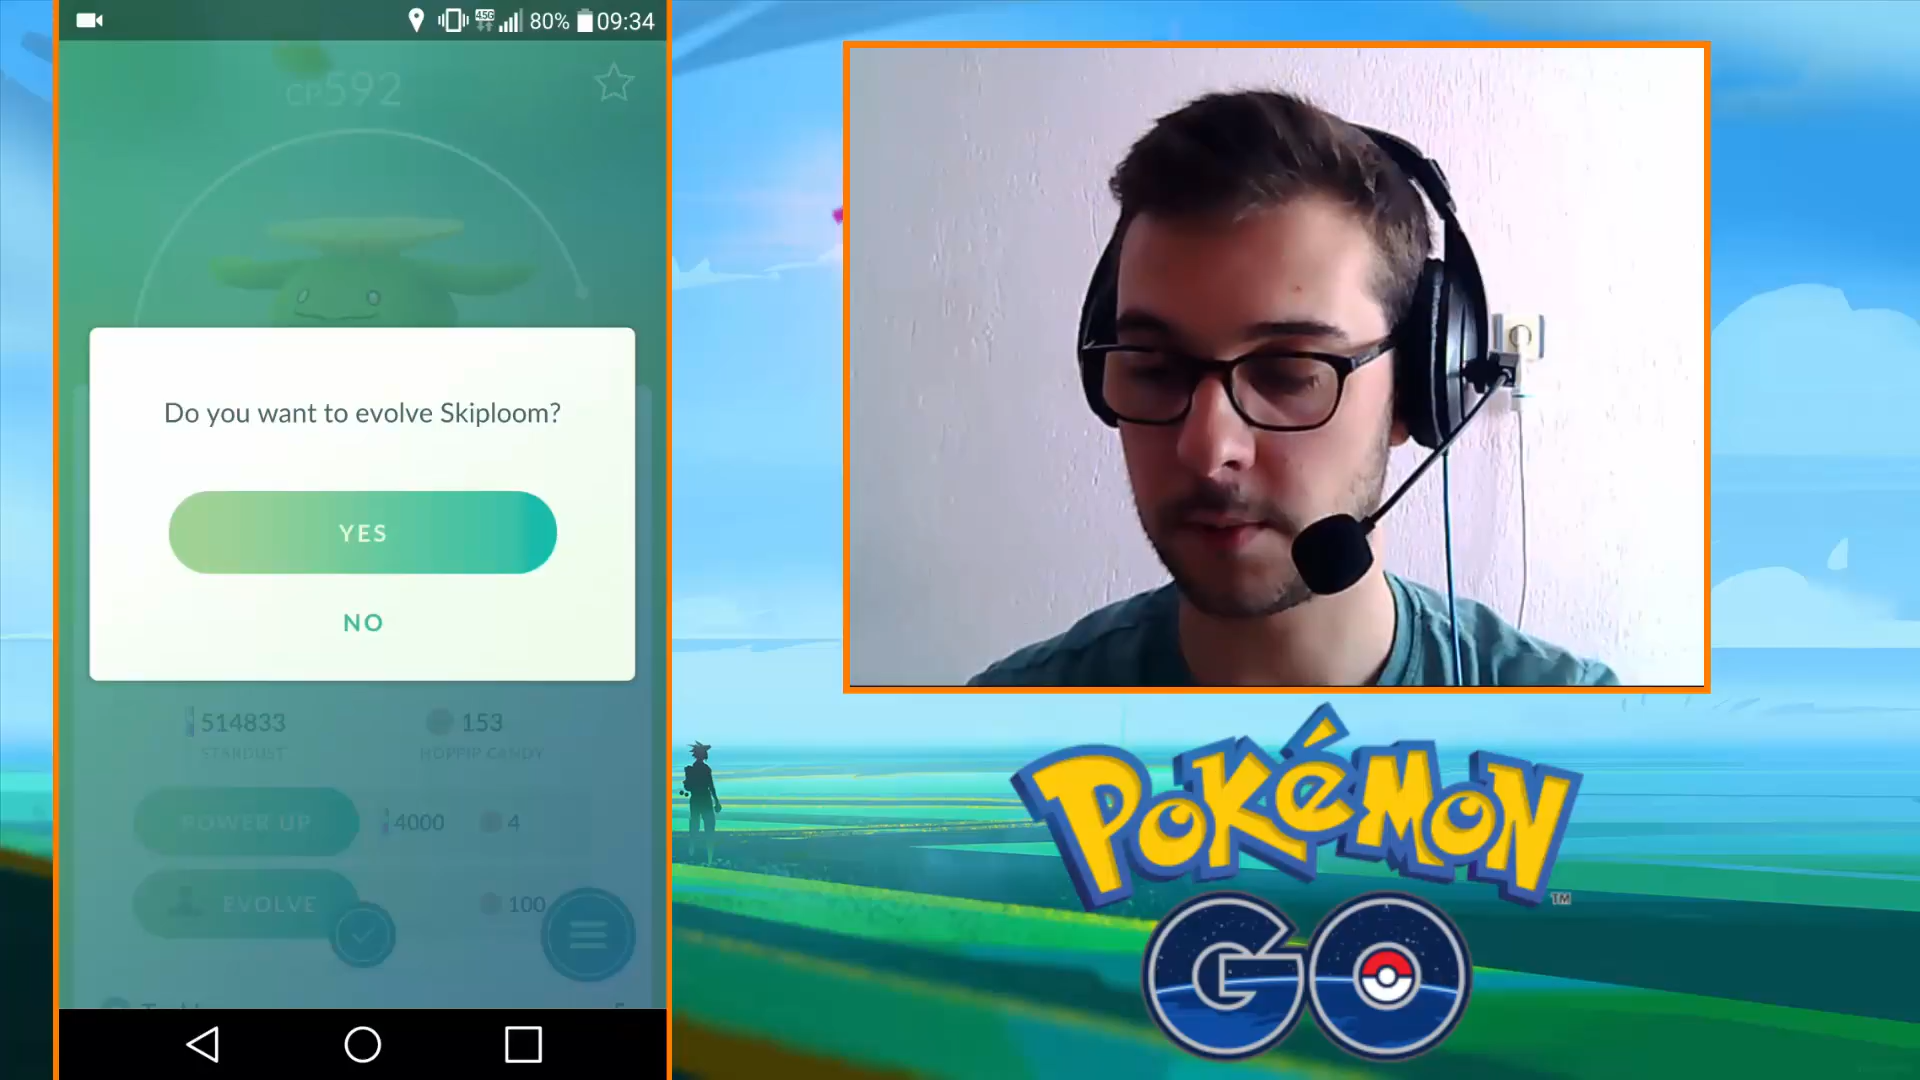 80% 09:34
CP592
Do you want to evolve Skiploom?
YES
NO
514833 153
STARDUST HOPPIP CANDY
POWER UP 4000 4
EVOLVE 100
POKÉMON
TM
GO